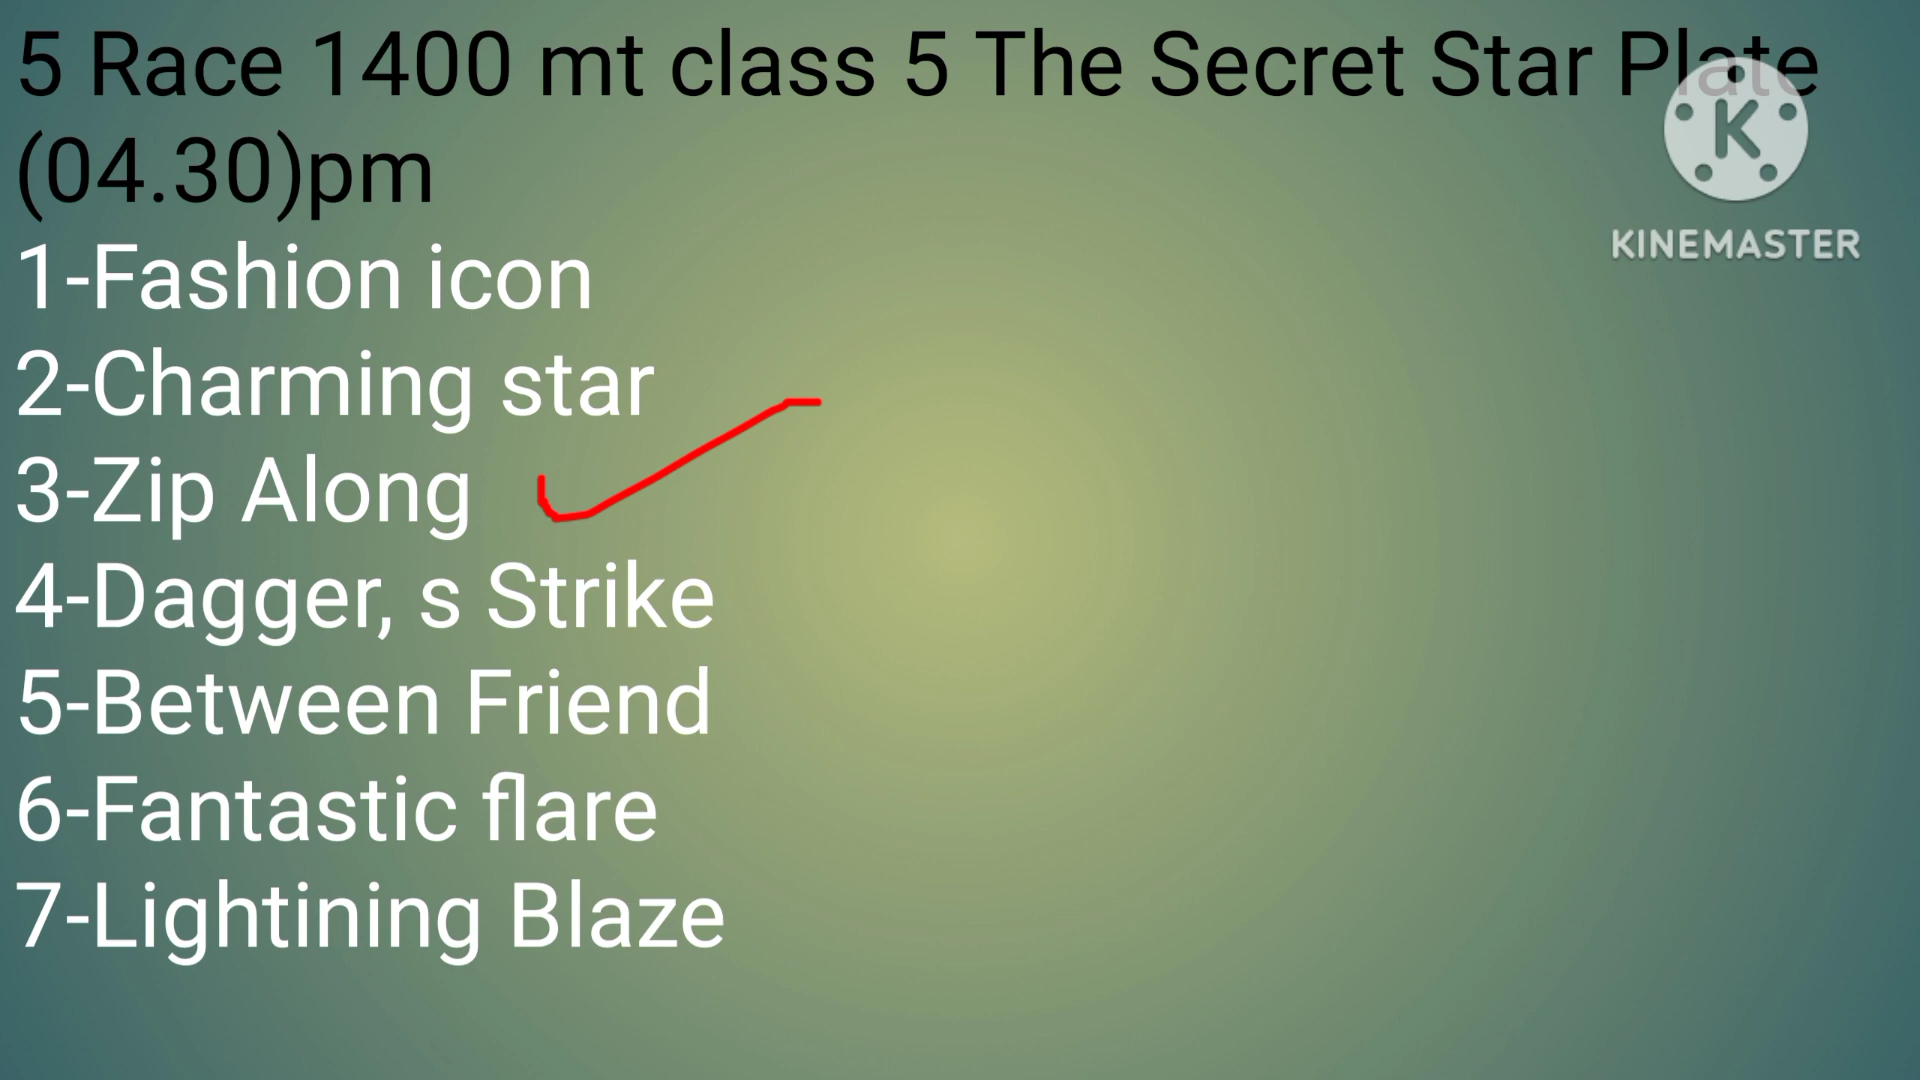 5 Race 1400 mt class 5 The Secret Star Plate
(04.30)pm
1-Fashion icon
2-Charming star
3-Zip Along
4-Dagger, s Strike
5-Between Friend
6-Fantastic flare
7-Lightining Blaze
K
KINEMASTER